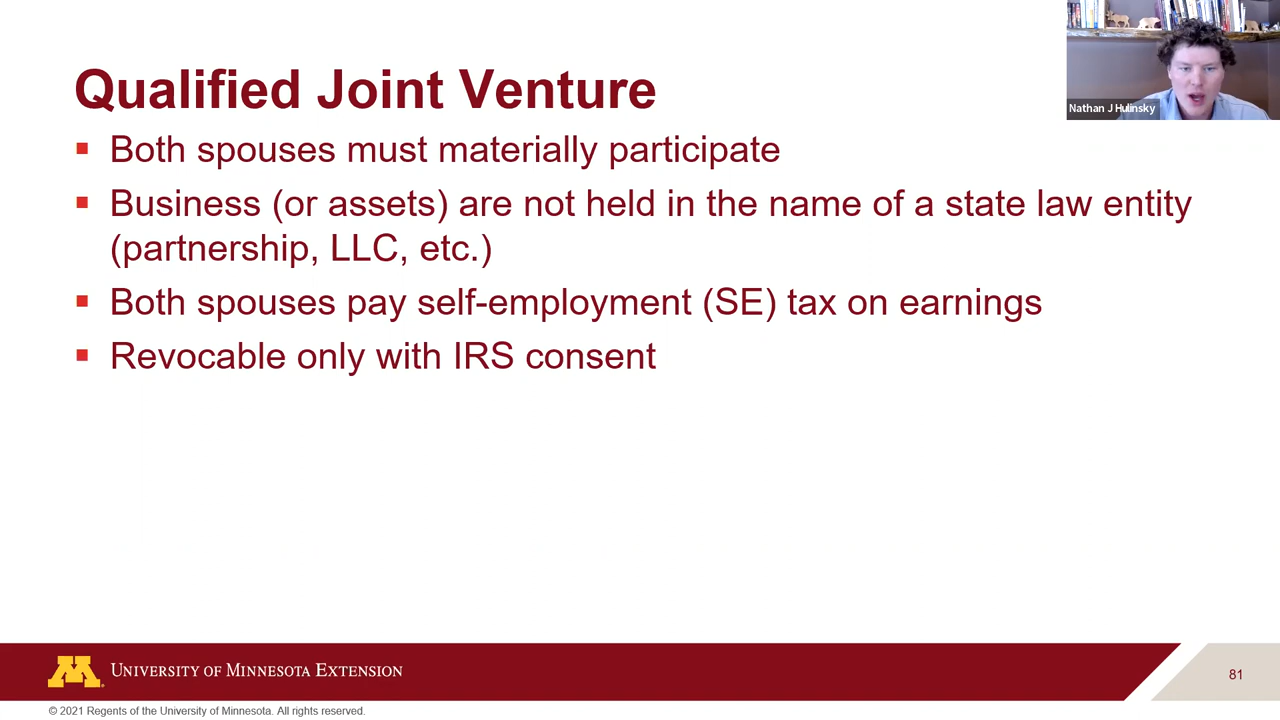 Qualified Joint Venture
Nathan J Hulinsky
▪ Both spouses must materially participate
▪ Business (or assets) are not held in the name of a state law entity
(partnership, LLC, etc.)
▪ Both spouses pay self-employment (SE) tax on earnings
▪ Revocable only with IRS consent
M UNIVERSITY OF MINNESOTA EXTENSION
81
© 2021 Regents of the University of Minnesota. All rights reserved.